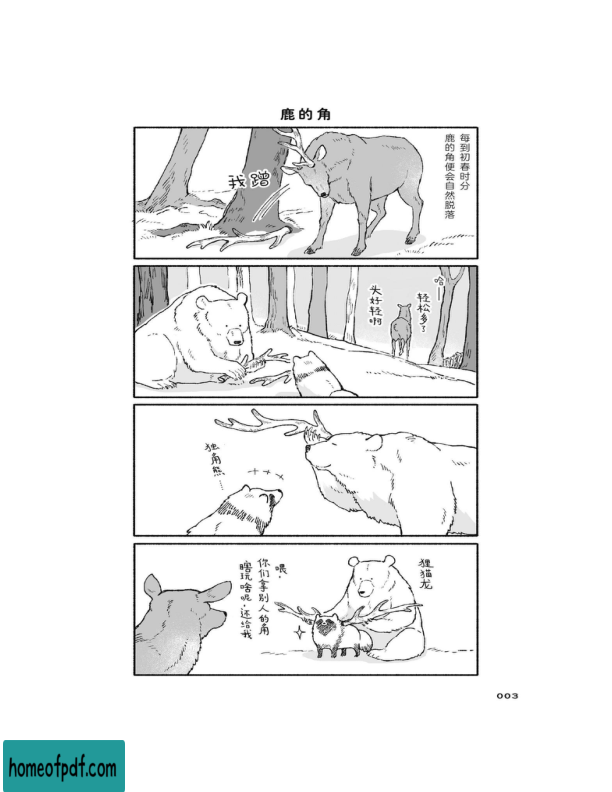 鹿的角
每到初春时分
鹿的角便会自然脱落
我蹭
哈——
轻松多了
头好轻啊
独角熊……
狸猫龙
喂，
你们拿别人的角
瞎玩啥呢，还给我
003
homeofpdf.com